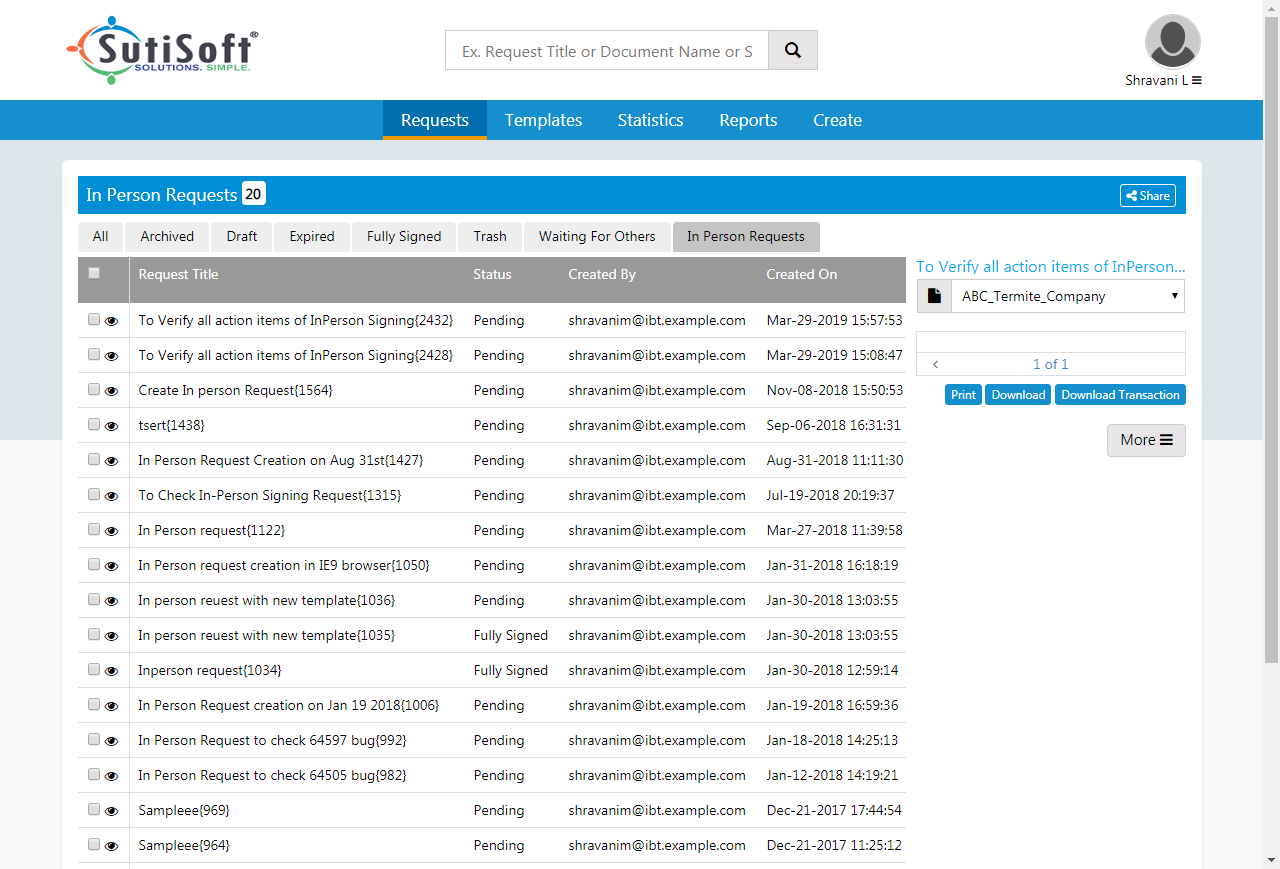 SutiSoft®
SOLUTIONS. SIMPLE.
Ex. Request Title or Document Name or S
Shravani L
Requests Templates Statistics Reports Create
In Person Requests 20
Share
All Archived Draft Expired Fully Signed Trash Waiting For Others In Person Requests
Request Title Status Created By Created On
To Verify all action items of InPerson Signing{2432} Pending shravanim@ibt.example.com Mar-29-2019 15:57:53
To Verify all action items of InPerson Signing{2428} Pending shravanim@ibt.example.com Mar-29-2019 15:08:47
Create In person Request{1564} Pending shravanim@ibt.example.com Nov-08-2018 15:50:53
tsert{1438} Pending shravanim@ibt.example.com Sep-06-2018 16:31:31
In Person Request Creation on Aug 31st{1427} Pending shravanim@ibt.example.com Aug-31-2018 11:11:30
To Check In-Person Signing Request{1315} Pending shravanim@ibt.example.com Jul-19-2018 20:19:37
In Person request{1122} Pending shravanim@ibt.example.com Mar-27-2018 11:39:58
In Person request creation in IE9 browser{1050} Pending shravanim@ibt.example.com Jan-31-2018 16:18:19
In person reuest with new template{1036} Pending shravanim@ibt.example.com Jan-30-2018 13:03:55
In person reuest with new template{1035} Fully Signed shravanim@ibt.example.com Jan-30-2018 13:03:55
Inperson request{1034} Fully Signed shravanim@ibt.example.com Jan-30-2018 12:59:14
In Person Request creation on Jan 19 2018{1006} Pending shravanim@ibt.example.com Jan-19-2018 16:59:36
In Person Request to check 64597 bug{992} Pending shravanim@ibt.example.com Jan-18-2018 14:25:13
In Person Request to check 64505 bug{982} Pending shravanim@ibt.example.com Jan-12-2018 14:19:21
Sampleee{969} Pending shravanim@ibt.example.com Dec-21-2017 17:44:54
Sampleee{964} Pending shravanim@ibt.example.com Dec-21-2017 11:25:12
To Verify all action items of InPerson...
ABC_Termite_Company
< 1 of 1
Print Download Download Transaction
More